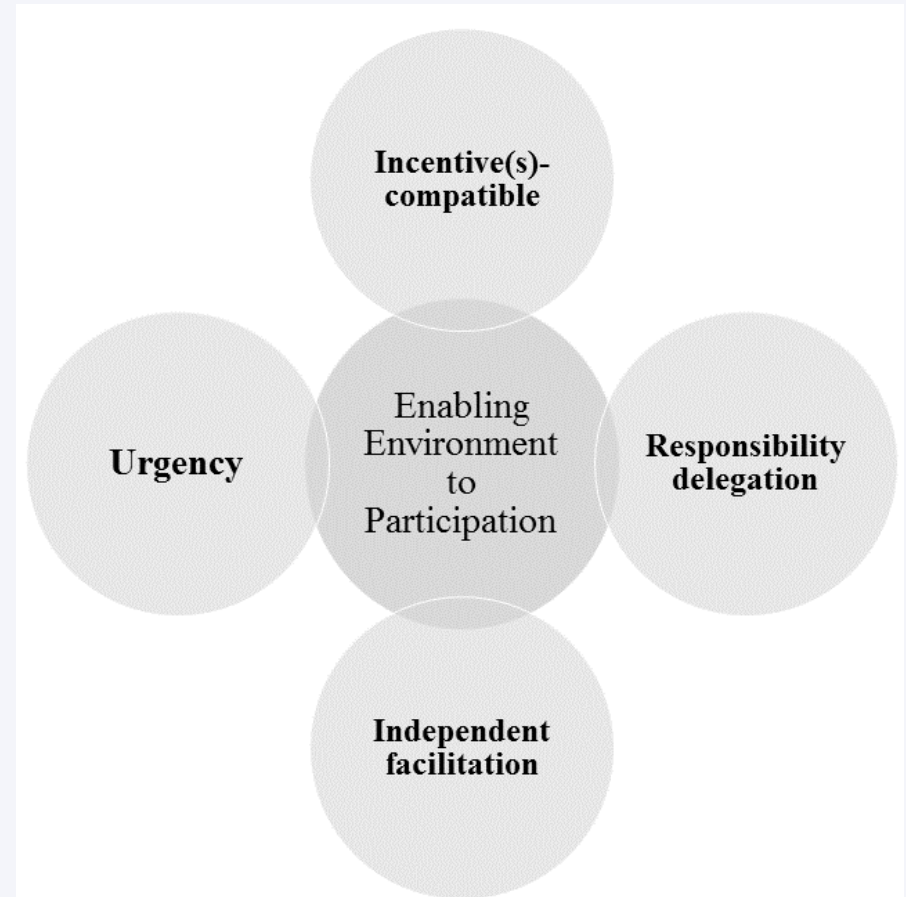 Incentive(s)-
compatible
Enabling
Environment
to
Participation
Urgency
Responsibility
delegation
Independent
facilitation